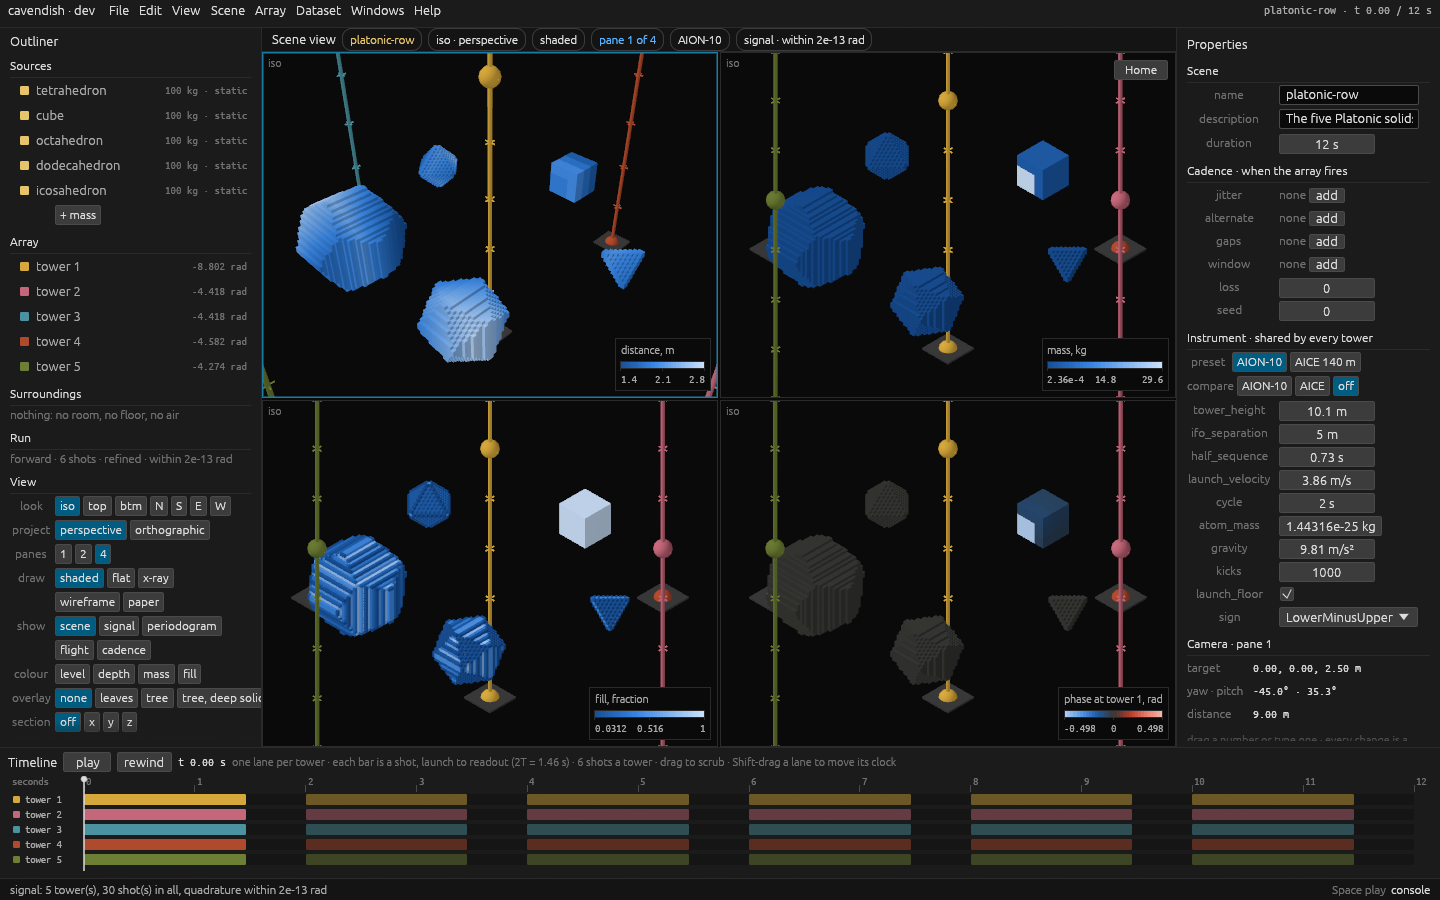 cavendish · dev File Edit View Scene Array Dataset Windows Help
platonic-row · t 0.00 / 12 s
Outliner
Sources
tetrahedron 100 kg · static
cube 100 kg · static
octahedron 100 kg · static
dodecahedron 100 kg · static
icosahedron 100 kg · static
+ mass
Array
tower 1 -8.802 rad
tower 2 -4.418 rad
tower 3 -4.418 rad
tower 4 -4.582 rad
tower 5 -4.274 rad
Surroundings
nothing: no room, no floor, no air
Run
forward · 6 shots · refined · within 2e-13 rad
View
look iso top btm N S E W
project perspective orthographic
panes 1 2 4
draw shaded flat x-ray
wireframe paper
show scene signal periodogram
flight cadence
colour level depth mass fill
overlay none leaves tree tree, deep solid
section off x y z
Scene view platonic-row iso · perspective shaded pane 1 of 4 AION-10 signal · within 2e-13 rad
iso
distance, m
1.4 2.1 2.8
iso
Home
mass, kg
2.36e-4 14.8 29.6
iso
fill, fraction
0.0312 0.516 1
iso
phase at tower 1, rad
-0.498 0 0.498
Properties
Scene
name platonic-row
description The five Platonic solids
duration 12 s
Cadence · when the array fires
jitter none add
alternate none add
gaps none add
window none add
loss 0
seed 0
Instrument · shared by every tower
preset AION-10 AICE 140 m
compare AION-10 AICE off
tower_height 10.1 m
ifo_separation 5 m
half_sequence 0.73 s
launch_velocity 3.86 m/s
cycle 2 s
atom_mass 1.44316e-25 kg
gravity 9.81 m/s²
kicks 1000
launch_floor
sign LowerMinusUpper
Camera · pane 1
target 0.00, 0.00, 2.50 m
yaw · pitch -45.0° · 35.3°
distance 9.00 m
drag a number or type one · every change is a
Timeline play rewind t 0.00 s one lane per tower · each bar is a shot, launch to readout (2T = 1.46 s) · 6 shots a tower · drag to scrub · Shift-drag a lane to move its clock
seconds 0 1 2 3 4 5 6 7 8 9 10 11 12
tower 1
tower 2
tower 3
tower 4
tower 5
signal: 5 tower(s), 30 shot(s) in all, quadrature within 2e-13 rad
Space play console